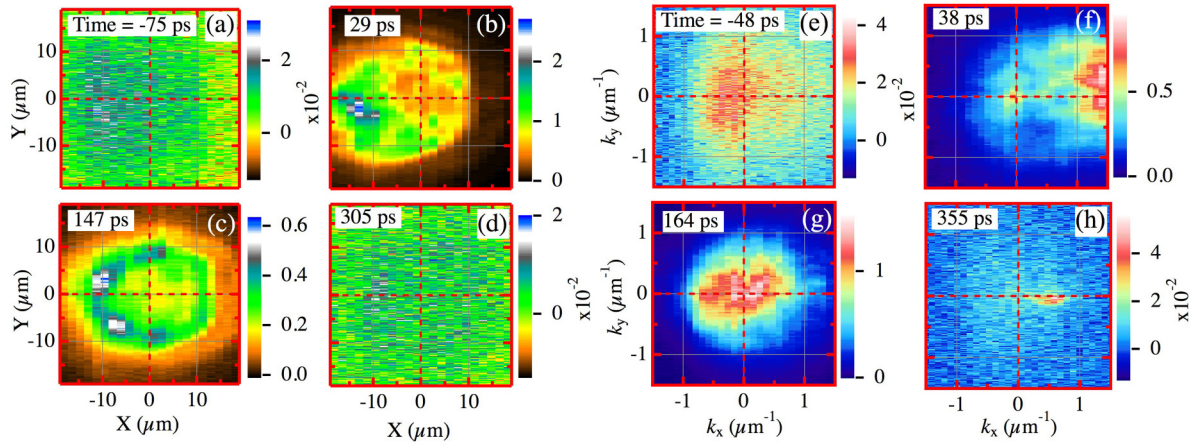 Time = -75 ps (a)
29 ps (b)
Time = -48 ps (e)
38 ps (f)
10
0
-10
Y (µm)
2
0
x10⁻²
2
1
0
1
0
-1
k_y (µm⁻¹)
4
2
0
x10⁻²
0.5
0.0
147 ps (c)
305 ps (d)
164 ps (g)
355 ps (h)
10
0
-10
Y (µm)
0.6
0.4
0.2
0.0
2
0
x10⁻²
1
0
-1
k_y (µm⁻¹)
1
0
4
2
0
x10⁻²
-10 0 10
X (µm)
-10 0 10
X (µm)
-1 0 1
k_x (µm⁻¹)
-1 0 1
k_x (µm⁻¹)